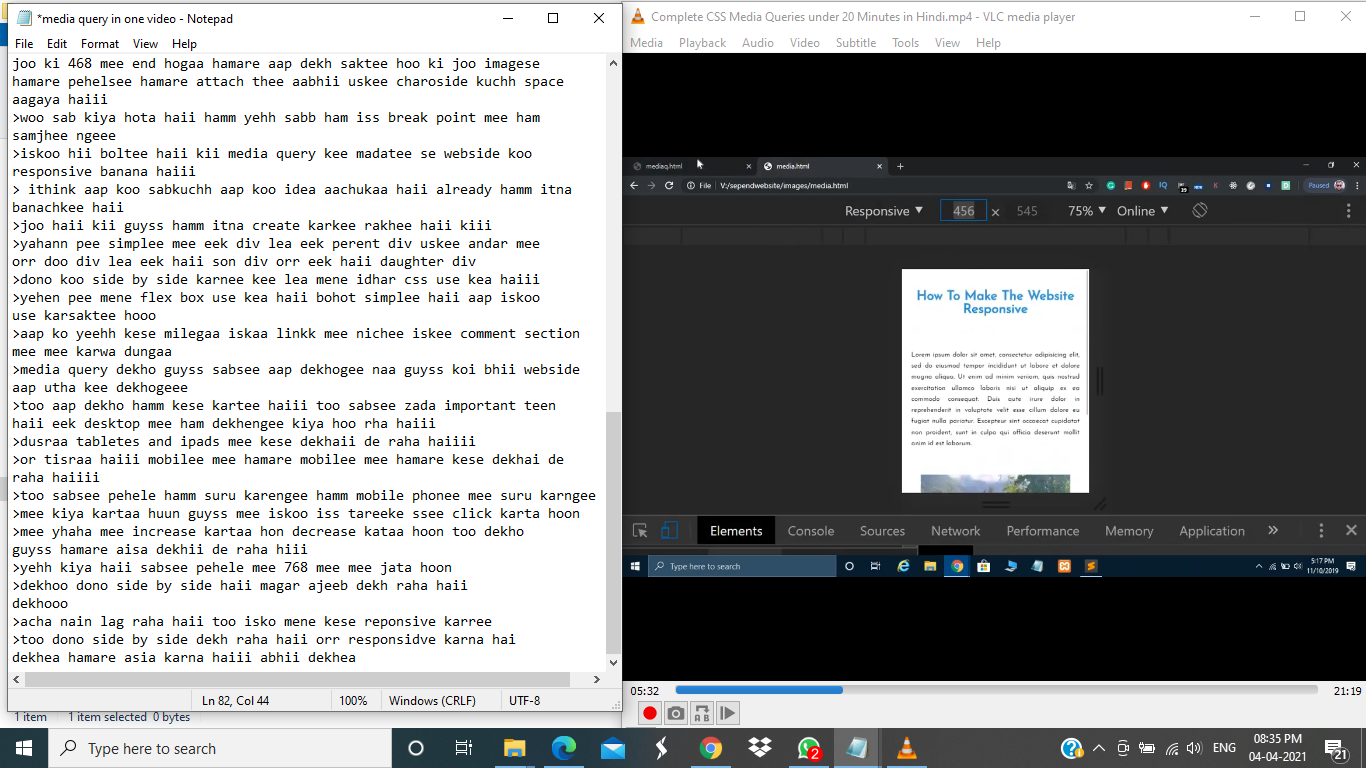 *media query in one video - Notepad
File Edit Format View Help
joo ki 468 mee end hogaa hamare aap dekh saktee hoo ki joo imagese
hamare pehelsee hamare attach thee aabhii uskee charoside kuchh space
aagaya haiii
>woo sab kiya hota haii hamm yehh sabb ham iss break point mee ham
samjhee ngeee
>iskoo hii boltee haii kii media query kee madatee se webside koo
responsive banana haiii
> ithink aap koo sabkuchh aap koo idea aachukaa haii already hamm itna
banachkee haii
>joo haii kii guyss hamm itna create karkee rakhee haii kiii
>yahann pee simplee mee eek div lea eek perent div uskee andar mee
orr doo div lea eek haii son div orr eek haii daughter div
>dono koo side by side karnee kee lea mene idhar css use kea haiii
>yehen pee mene flex box use kea haii bohot simplee haii aap iskoo
use karsaktee hooo
>aap ko yeehh kese milegaa iskaa linkk mee nichee iskee comment section
mee mee karwa dungaa
>media query dekho guyss sabsee aap dekhogee naa guyss koi bhii webside
aap utha kee dekhogeee
>too aap dekho hamm kese kartee haiii too sabsee zada important teen
haii eek desktop mee ham dekhengee kiya hoo rha haiii
>dusraa tabletes and ipads mee kese dekhaii de raha haiiii
>or tisraa haiii mobilee mee hamare mobilee mee hamare kese dekhai de
raha haiiii
>too sabsee pehele hamm suru karengee hamm mobile phonee mee suru karngee
>mee kiya kartaa huun guyss mee iskoo iss tareeke ssee click karta hoon
>mee yhaha mee increase kartaa hon decrease kataa hoon too dekho
guyss hamare aisa dekhii de raha hiii
>yehh kiya haii sabsee pehele mee 768 mee mee jata hoon
>dekhoo dono side by side haii magar ajeeb dekh raha haii
dekhooo
>acha nain lag raha haii too isko mene kese reponsive karree
>too dono side by side dekh raha haii orr responsidve karna hai
dekhea hamare asia karna haiii abhii dekhea
Ln 82, Col 44 100% Windows (CRLF) UTF-8
1 item 1 item selected 0 bytes
Complete CSS Media Queries under 20 Minutes in Hindi.mp4 - VLC media player
Media Playback Audio Video Subtitle Tools View Help
mediaq.html media.html
File V:/sependwebsite/images/media.html Paused
Responsive 456 × 545 75% Online
How To Make The Website
Responsive
Lorem ipsum dolor sit amet, consectetur adipisicing elit,
sed do eiusmod tempor incididunt ut labore et dolore
magna aliqua. Ut enim ad minim veniam, quis nostrud
exercitation ullamco laboris nisi ut aliquip ex ea
commodo consequat. Duis aute irure dolor in
reprehenderit in voluptate velit esse cillum dolore eu
fugiat nulla pariatur. Excepteur sint occaecat cupidatat
non proident, sunt in culpa qui officia deserunt mollit
anim id est laborum.
Elements Console Sources Network Performance Memory Application
Type here to search
5:17 PM
11/10/2019
05:32 21:19
Type here to search
2
ENG
08:35 PM
04-04-2021
21